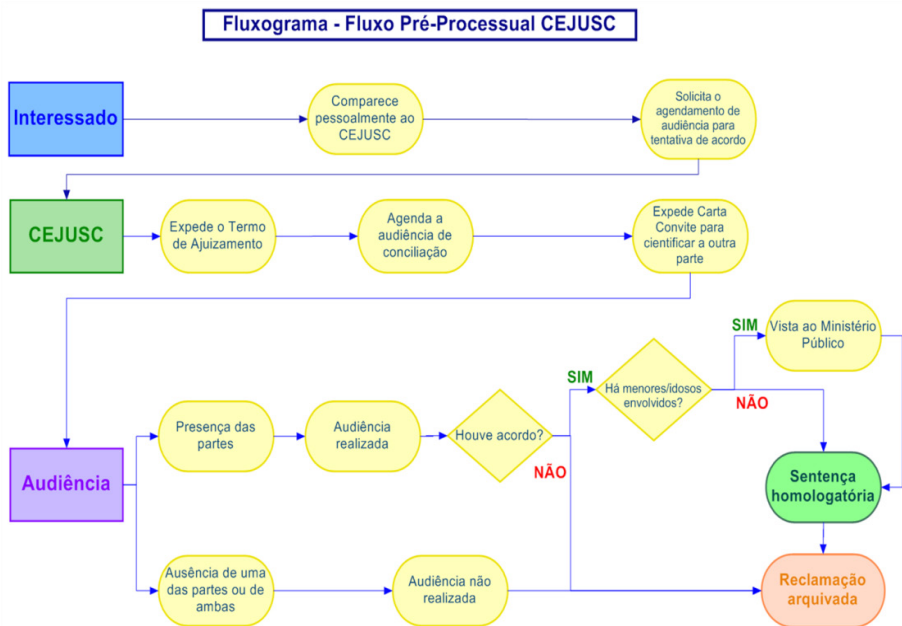 Fluxograma - Fluxo Pré-Processual CEJUSC
Interessado
Comparece
pessoalmente ao
CEJUSC
Solicita o
agendamento de
audiência para
tentativa de acordo
CEJUSC
Expede o Termo
de Ajuizamento
Agenda a
audiência de
conciliação
Expede Carta
Convite para
cientificar a outra
parte
Audiência
Presença das
partes
Audiência
realizada
Houve acordo?
SIM
NÃO
Há menores/idosos
envolvidos?
SIM
NÃO
Vista ao Ministério
Público
Sentença
homologatória
Ausência de uma
das partes ou de
ambas
Audiência não
realizada
Reclamação
arquivada